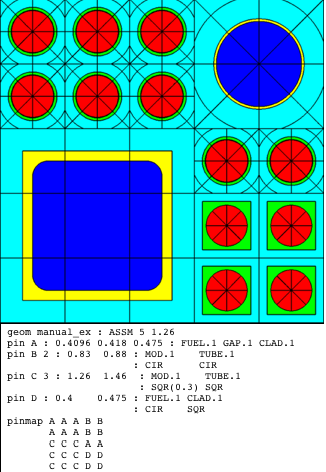 geom manual_ex : ASSM 5 1.26
pin A : 0.4096 0.418 0.475 : FUEL.1 GAP.1 CLAD.1
pin B 2 : 0.83 0.88 : MOD.1 TUBE.1
: CIR CIR
pin C 3 : 1.26 1.46 : MOD.1 TUBE.1
: SQR(0.3) SQR
pin D : 0.4 0.475 : FUEL.1 CLAD.1
: CIR SQR
pinmap A A A B B
A A A B B
C C C A A
C C C D D
C C C D D